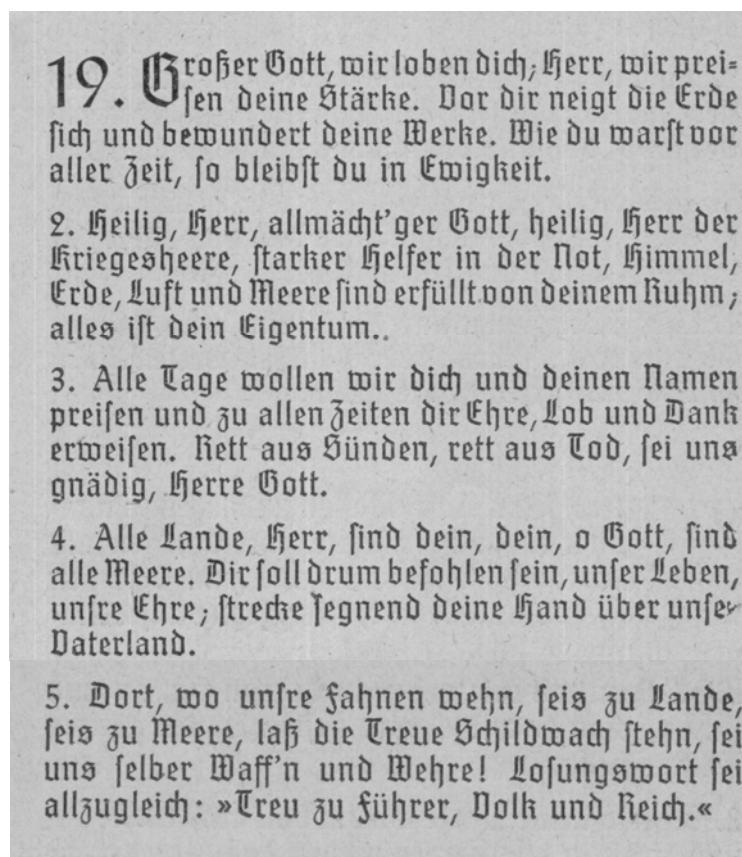 19. Großer Gott, wir loben dich; Herr, wir prei=
sen deine Stärke. Vor dir neigt die Erde
sich und bewundert deine Werke. Wie du warst vor
aller Zeit, so bleibst du in Ewigkeit.
2. Heilig, Herr, allmächt'ger Gott, heilig, Herr der
Kriegesheere, starker Helfer in der Not, Himmel,
Erde, Luft und Meere sind erfüllt von deinem Ruhm;
alles ist dein Eigentum..
3. Alle Tage wollen wir dich und deinen Namen
preisen und zu allen Zeiten dir Ehre, Lob und Dank
erweisen. Rett aus Sünden, rett aus Tod, sei uns
gnädig, Herre Gott.
4. Alle Lande, Herr, sind dein, dein, o Gott, sind
alle Meere. Dir soll drum befohlen sein, unser Leben,
unsre Ehre; strecke segnend deine Hand über unser
Vaterland.
5. Dort, wo unsre Fahnen wehn, seis zu Lande,
seis zu Meere, laß die Treue Schildwach stehn, sei
uns selber Waff'n und Wehre! Losungswort sei
allzugleich: »Treu zu Führer, Volk und Reich.«